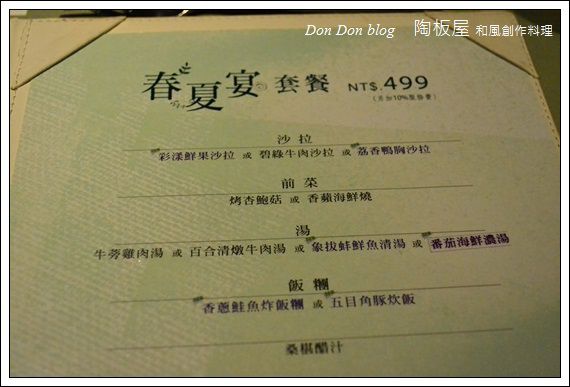 Don Don blog 陶板屋 和風創作料理
春夏宴 套餐 NT$.499
(另加10%服務費)
沙拉
彩漾鮮果沙拉 或 碧綠牛肉沙拉 或 荔香鴨胸沙拉
前菜
烤杏鮑菇 或 香蘋海鮮燒
湯
牛蒡雞肉湯 或 百合清燉牛肉湯 或 象拔蚌鮮魚清湯 或 番茄海鮮濃湯
飯糰
香蔥鮭魚炸飯糰 或 五目角豚炊飯
桑椹醋汁